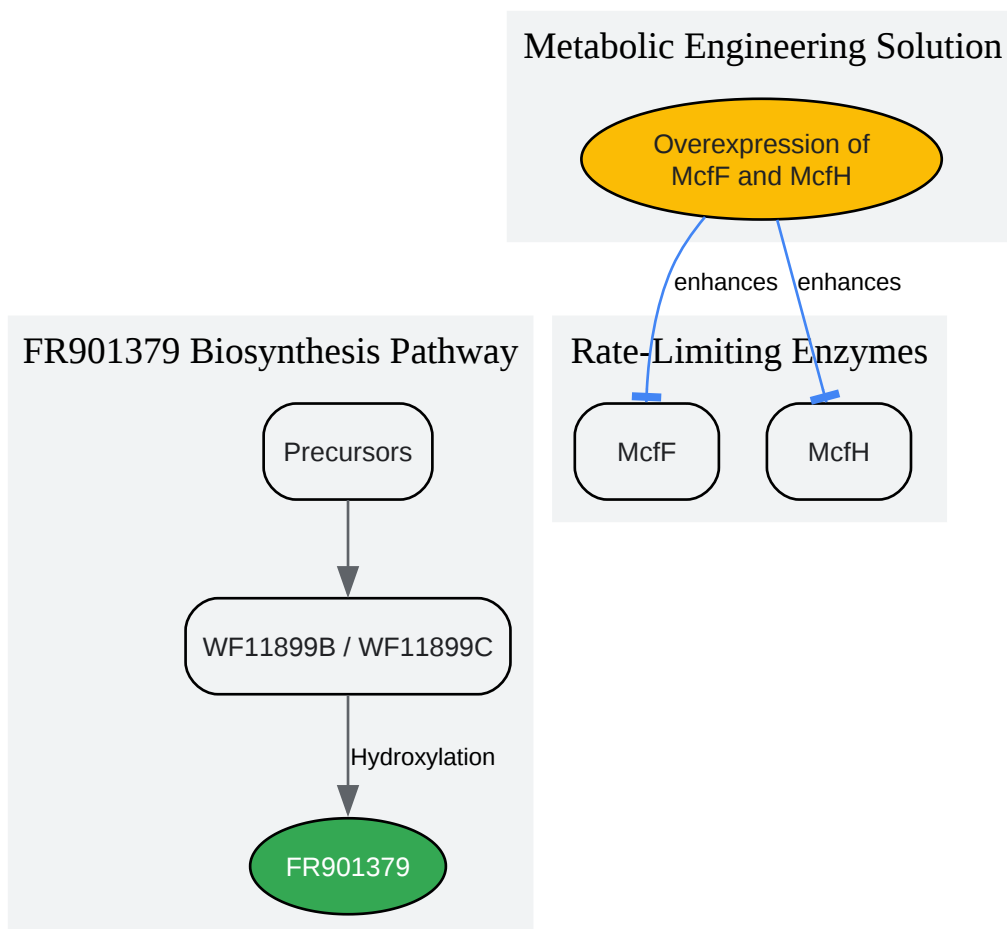 Metabolic Engineering Solution
Overexpression of
McfF and McfH
enhances
enhances
FR901379 Biosynthesis Pathway
Rate-Limiting Enzymes
Precursors
McfF
McfH
WF11899B / WF11899C
Hydroxylation
FR901379